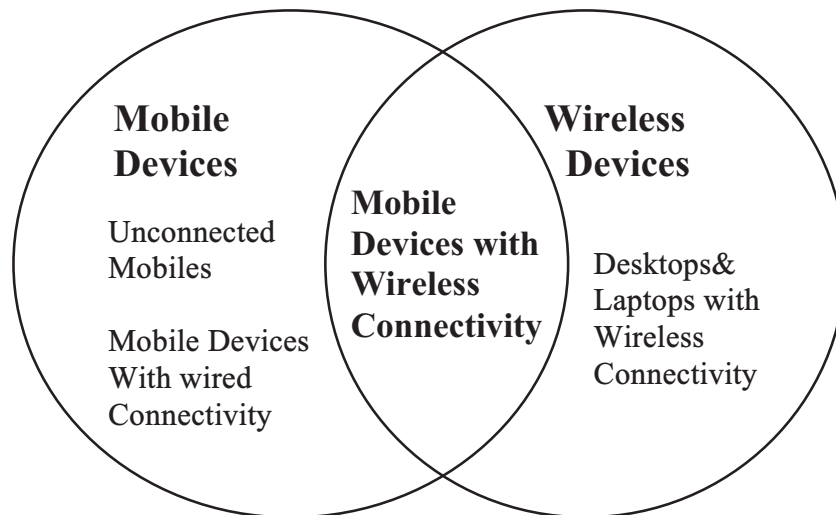 Mobile
Devices
Unconnected
Mobiles
Mobile Devices
With wired
Connectivity
Mobile
Devices with
Wireless
Connectivity
Wireless
Devices
Desktops&
Laptops with
Wireless
Connectivity